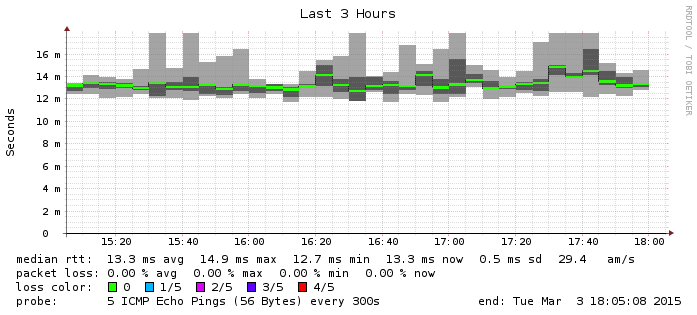 Last 3 Hours
RRDTOOL / TOBI OETIKER
Seconds
16 m
14 m
12 m
10 m
8 m
6 m
4 m
2 m
0
15:20 15:40 16:00 16:20 16:40 17:00 17:20 17:40 18:00
median rtt: 13.3 ms avg 14.9 ms max 12.7 ms min 13.3 ms now 0.5 ms sd 29.4 am/s
packet loss: 0.00 % avg 0.00 % max 0.00 % min 0.00 % now
loss color: 0 1/5 2/5 3/5 4/5
probe: 5 ICMP Echo Pings (56 Bytes) every 300s end: Tue Mar 3 18:05:08 2015